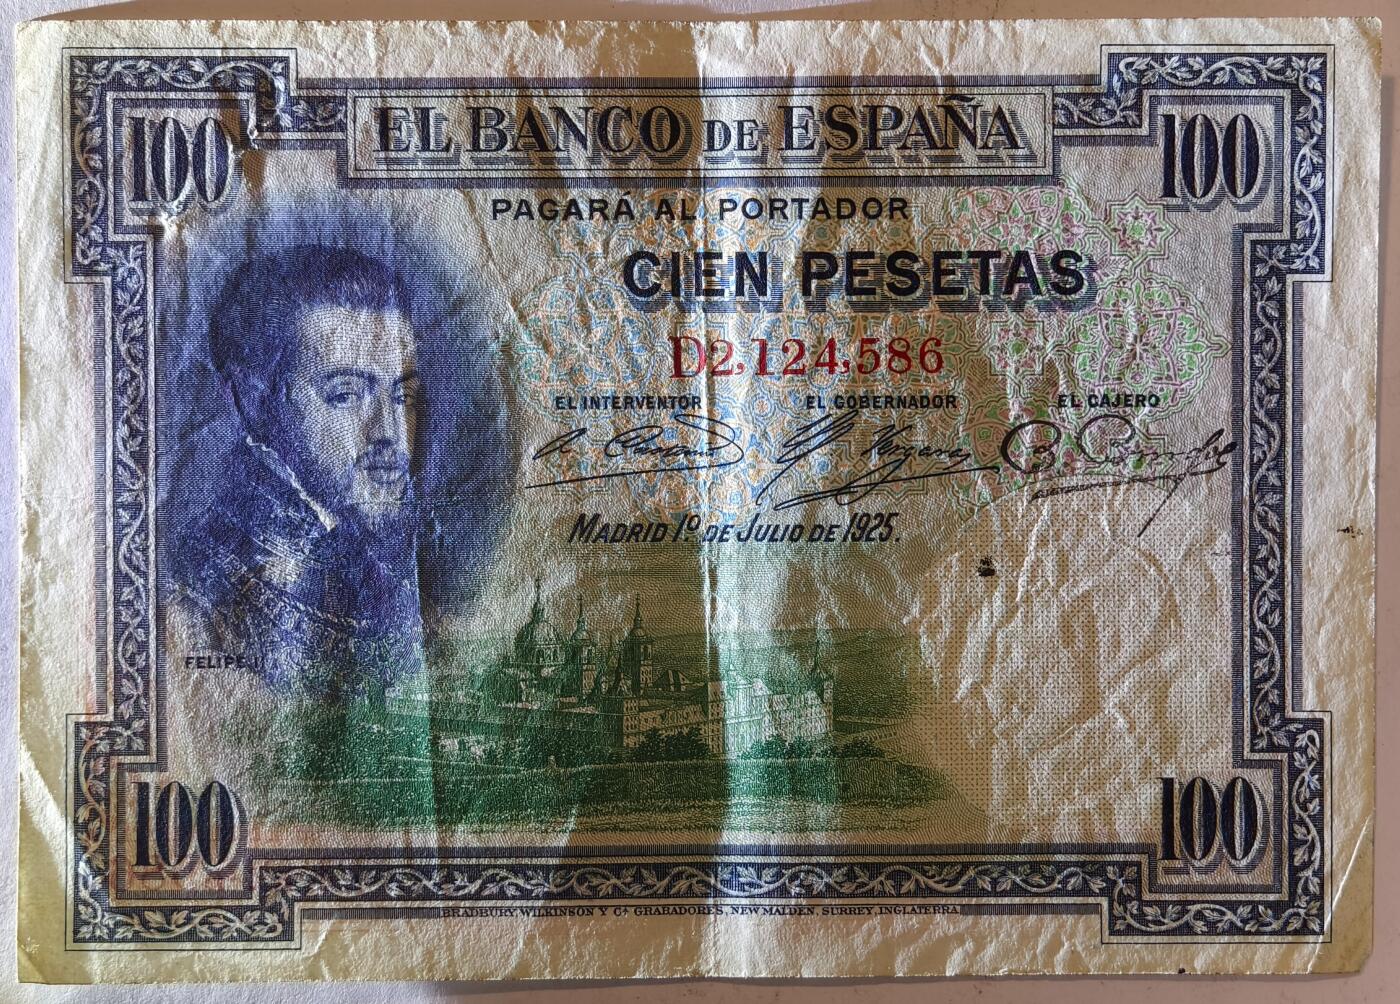 100 EL BANCO DE ESPAÑA 100
PAGARÁ AL PORTADOR
CIEN PESETAS
D2,124,586
EL INTERVENTOR EL GOBERNADOR EL CAJERO
Vergara
MADRID 1º DE JULIO DE 1925.
FELIPE II
100 100
BRADBURY, WILKINSON Y Cª GRABADORES, NEW MALDEN, SURREY, INGLATERRA